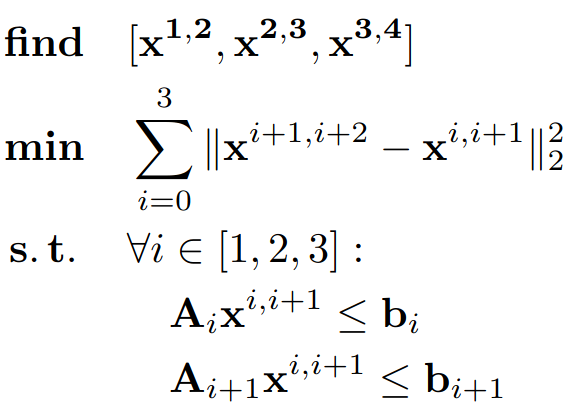 find [x^{1,2}, x^{2,3}, x^{3,4}]
min \sum_{i=0}^{3} \|x^{i+1,i+2} − x^{i,i+1}\|_2^2
s.t. ∀i ∈ [1, 2, 3] :
A_i x^{i,i+1} ≤ b_i
A_{i+1} x^{i,i+1} ≤ b_{i+1}